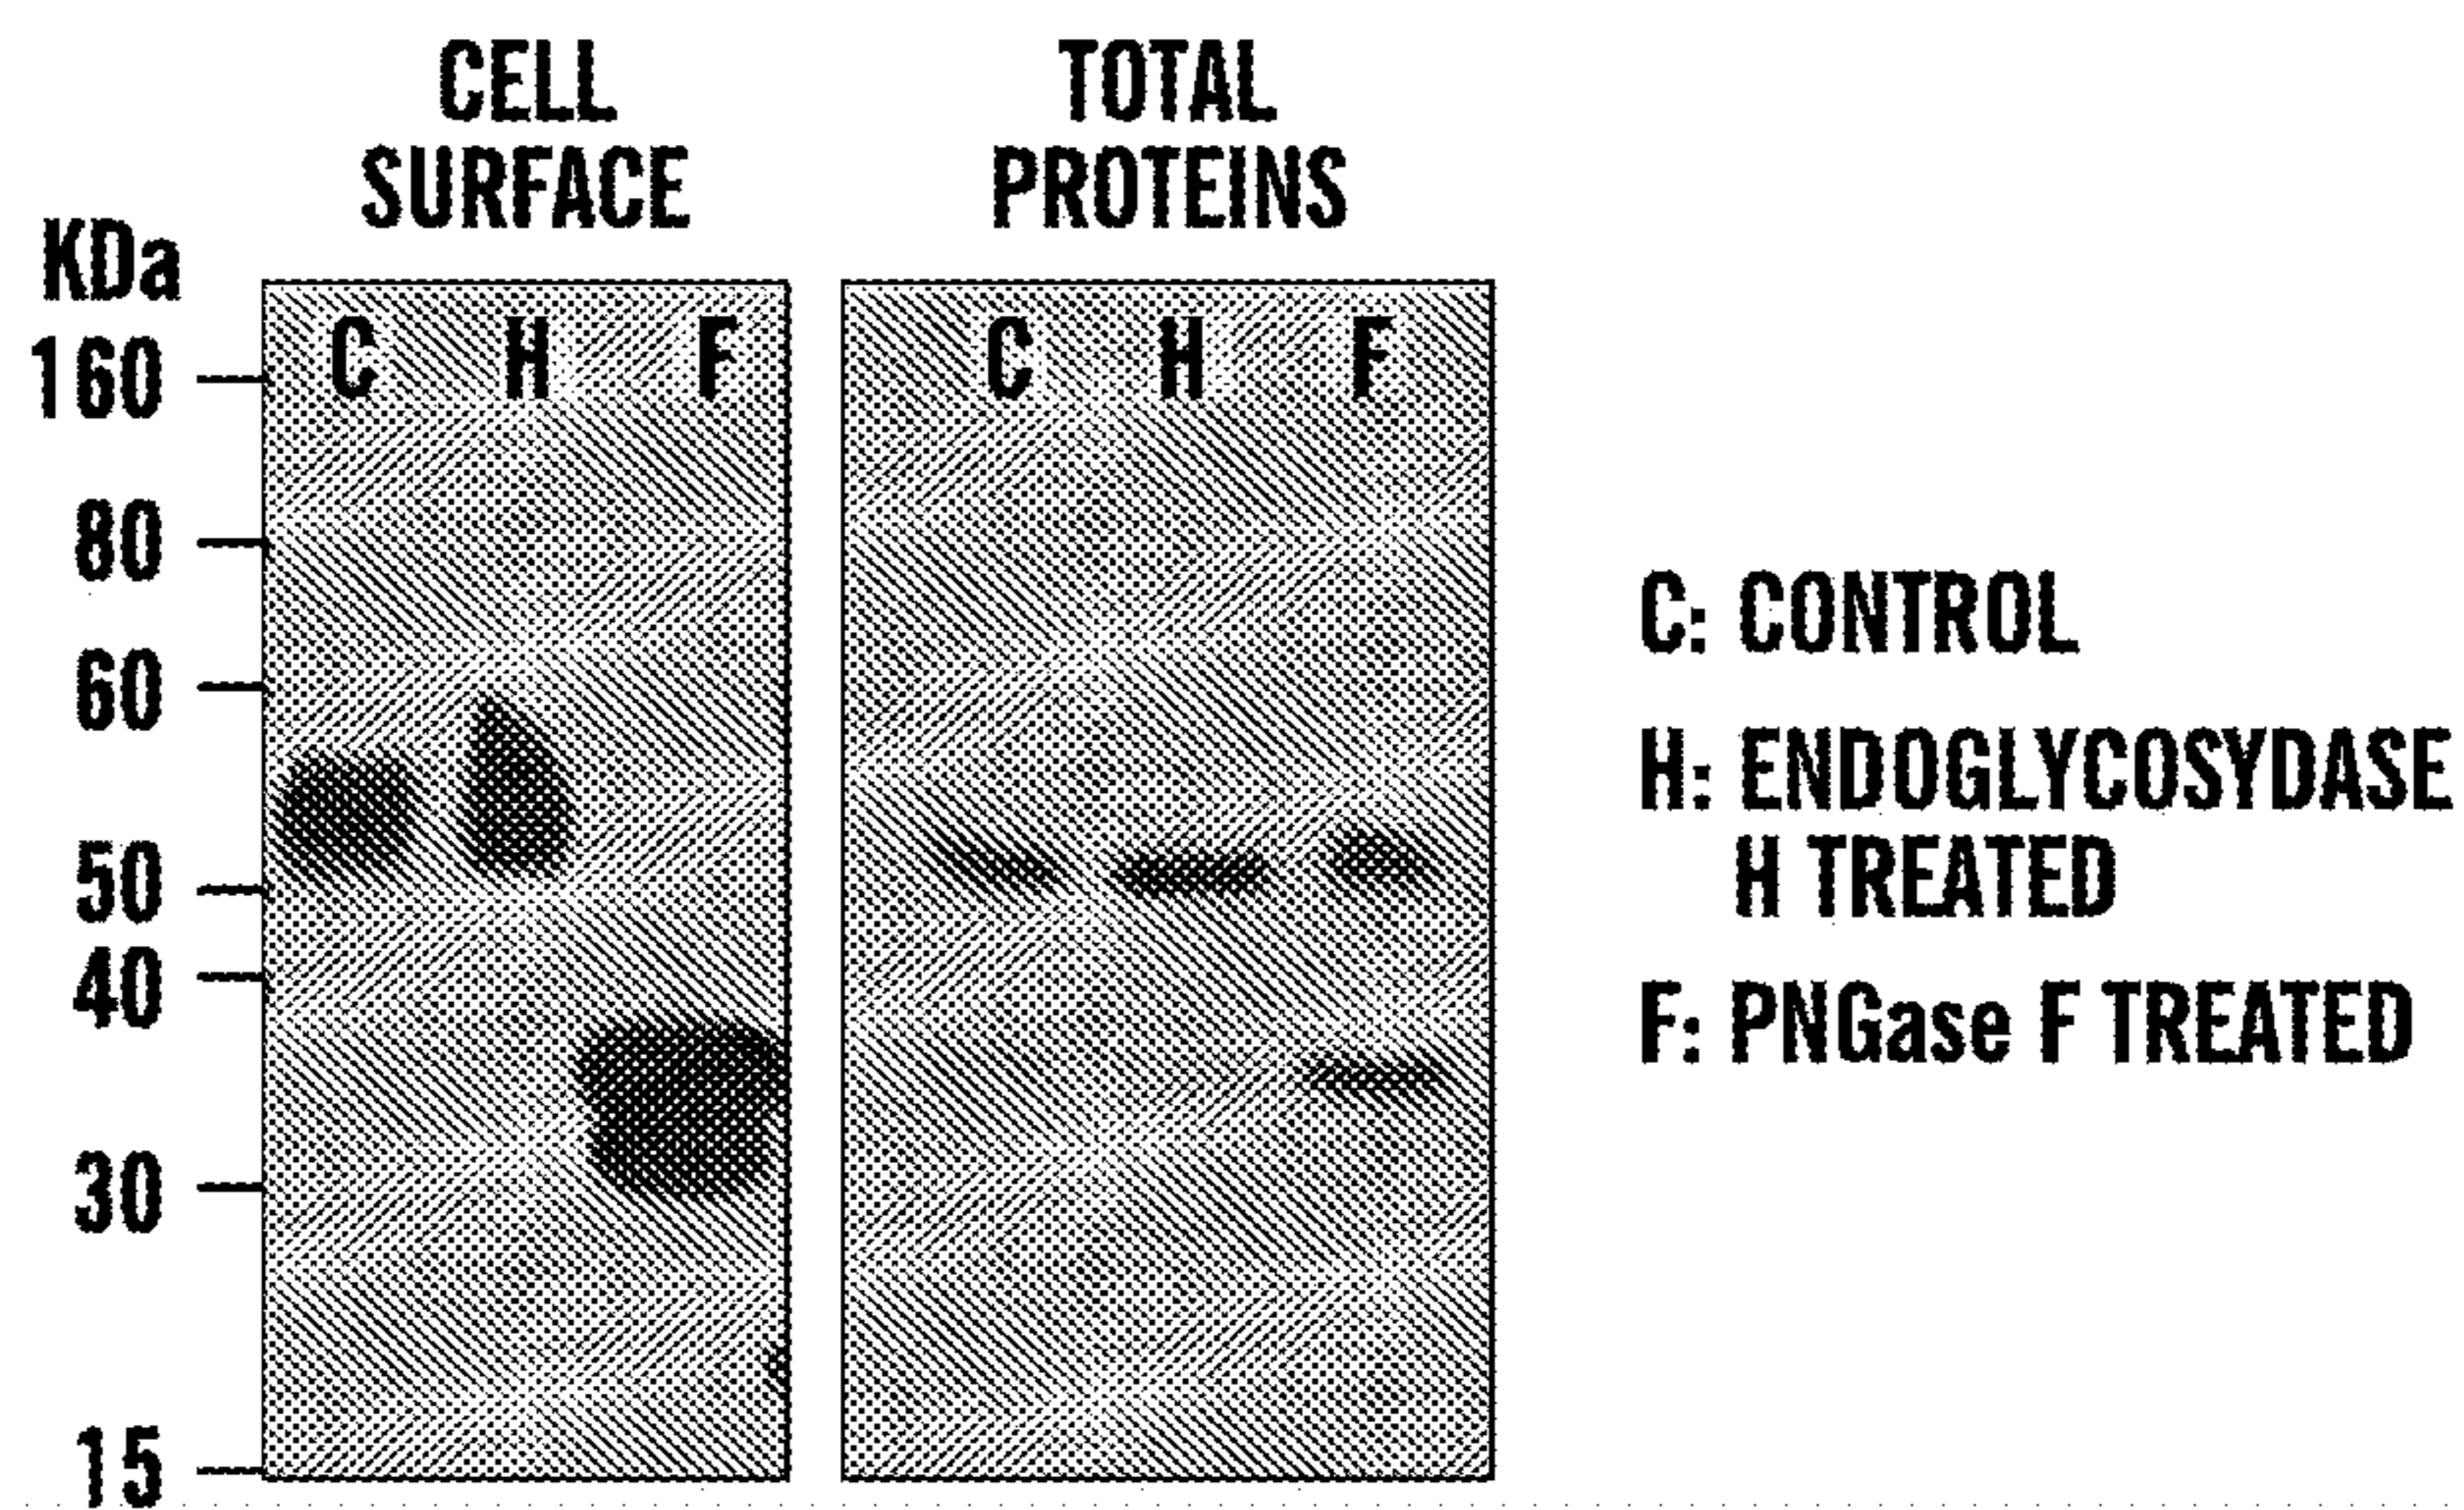 CELL
SURFACE
TOTAL
PROTEINS
KDa
160
80
60
50
40
30
15
C H F
C H F
C: CONTROL
H: ENDOGLYCOSYDASE
H TREATED
F: PNGase F TREATED